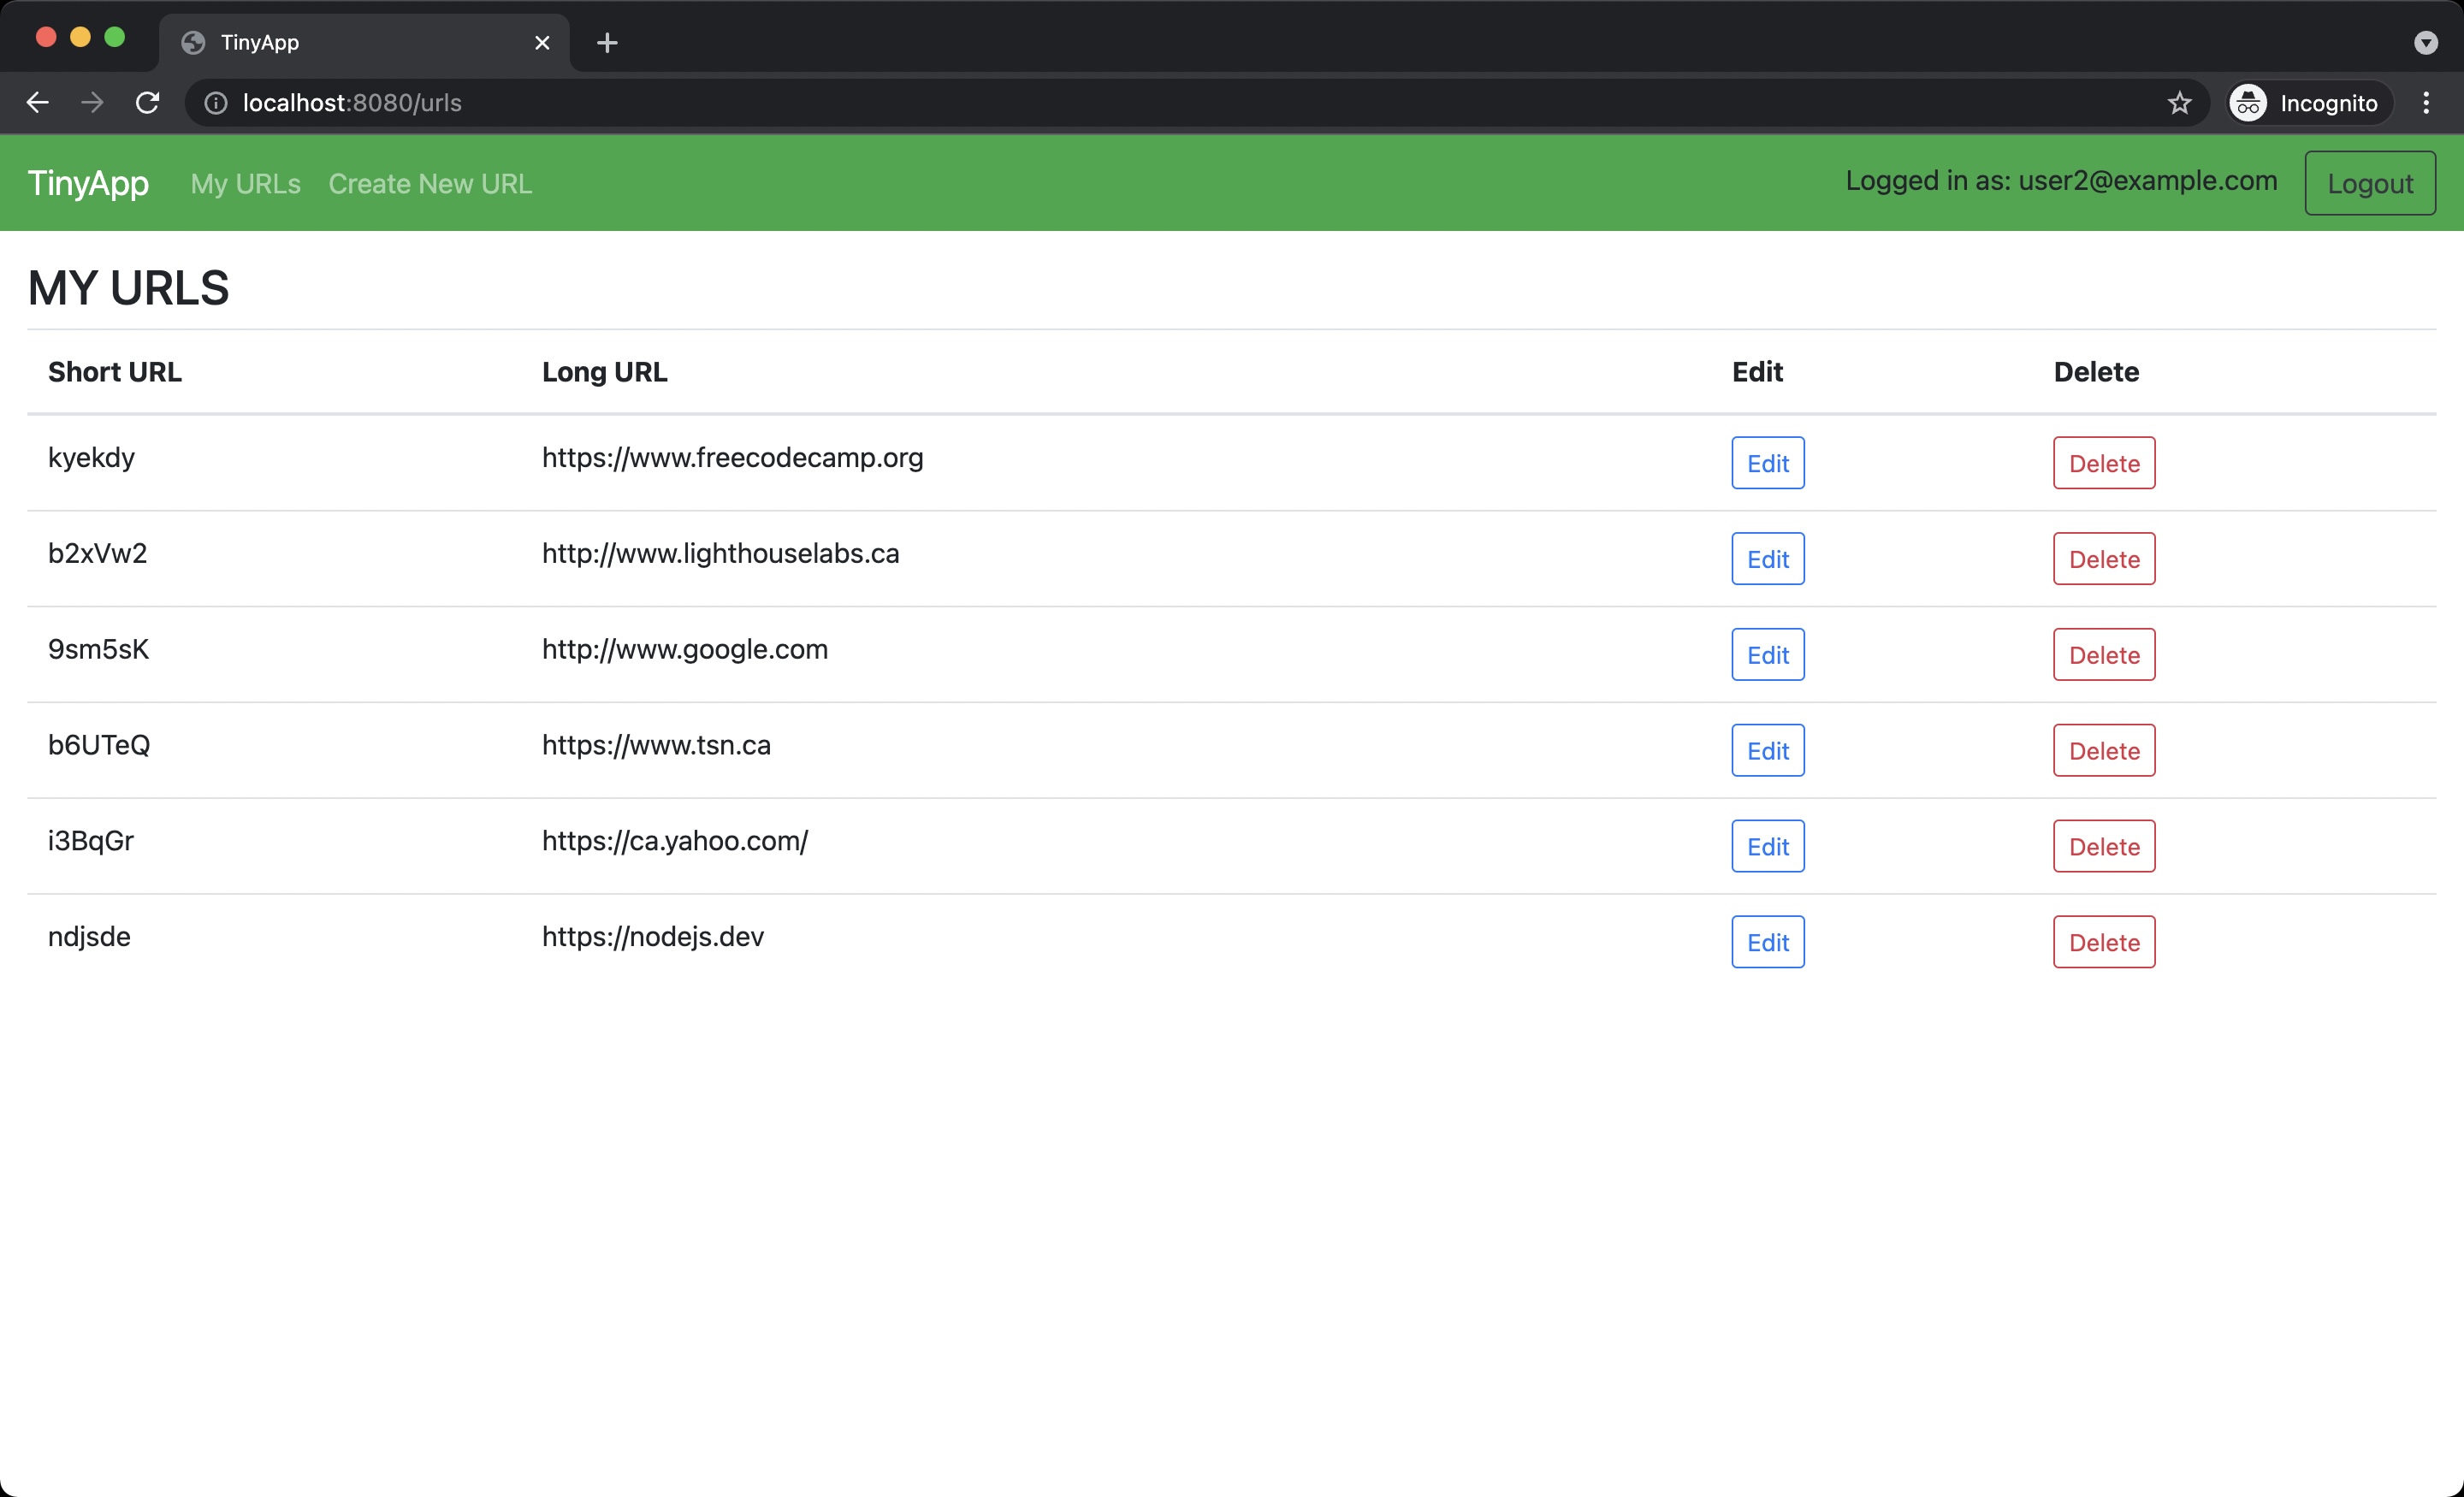 TinyApp
localhost:8080/urls
Incognito
TinyApp My URLs Create New URL Logged in as: user2@example.com Logout
MY URLS
Short URL Long URL Edit Delete
kyekdy https://www.freecodecamp.org Edit Delete
b2xVw2 http://www.lighthouselabs.ca Edit Delete
9sm5sK http://www.google.com Edit Delete
b6UTeQ https://www.tsn.ca Edit Delete
i3BqGr https://ca.yahoo.com/ Edit Delete
ndjsde https://nodejs.dev Edit Delete